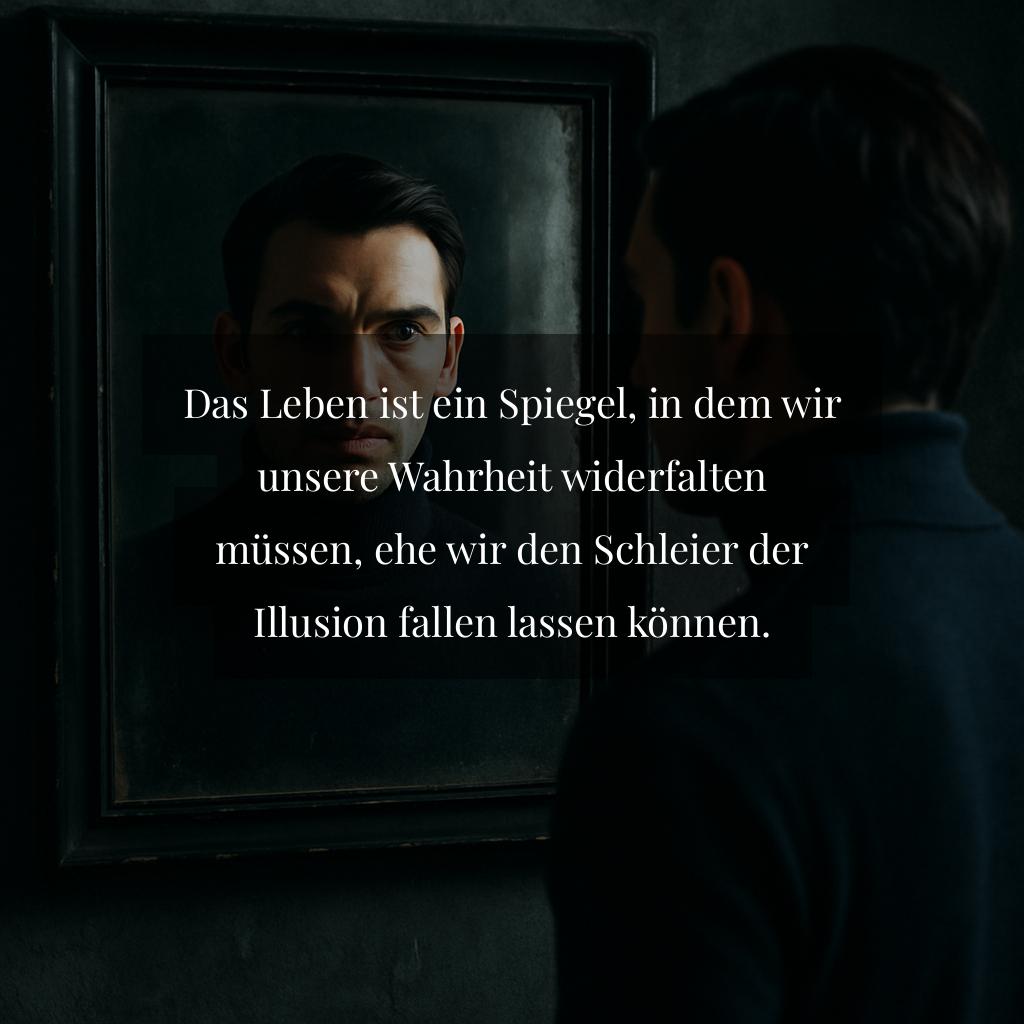 Das Leben ist ein Spiegel, in dem wir
unsere Wahrheit widerfalten
müssen, ehe wir den Schleier der
Illusion fallen lassen können.